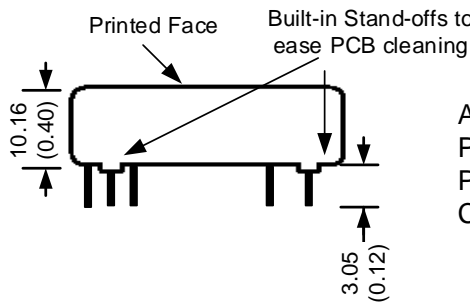 Printed Face
Built-in Stand-offs to
ease PCB cleaning
10.16
(0.40)
3.05
(0.12)